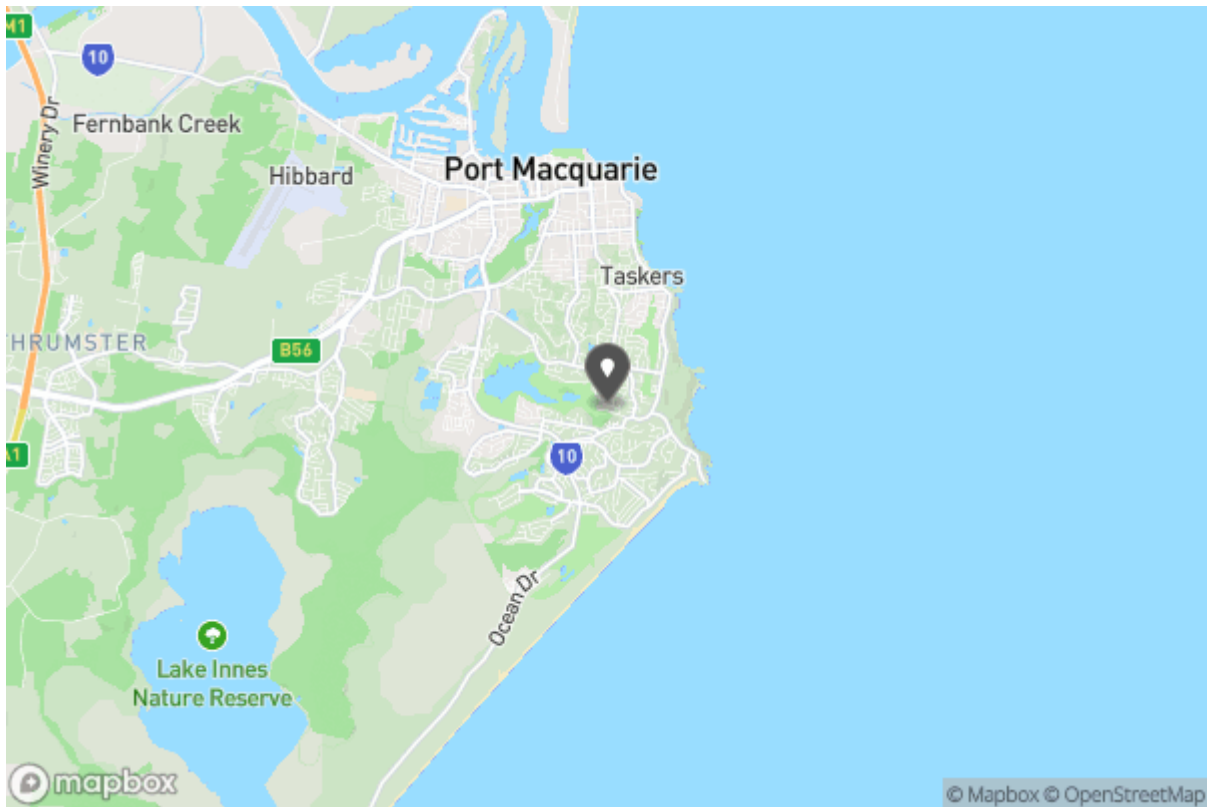 M1
10
Winery Dr
Fernbank Creek
Hibbard
Port Macquarie
Taskers
THRUMSTER
B56
A1
10
Ocean Dr
Lake Innes
Nature Reserve
mapbox
© Mapbox © OpenStreetMap